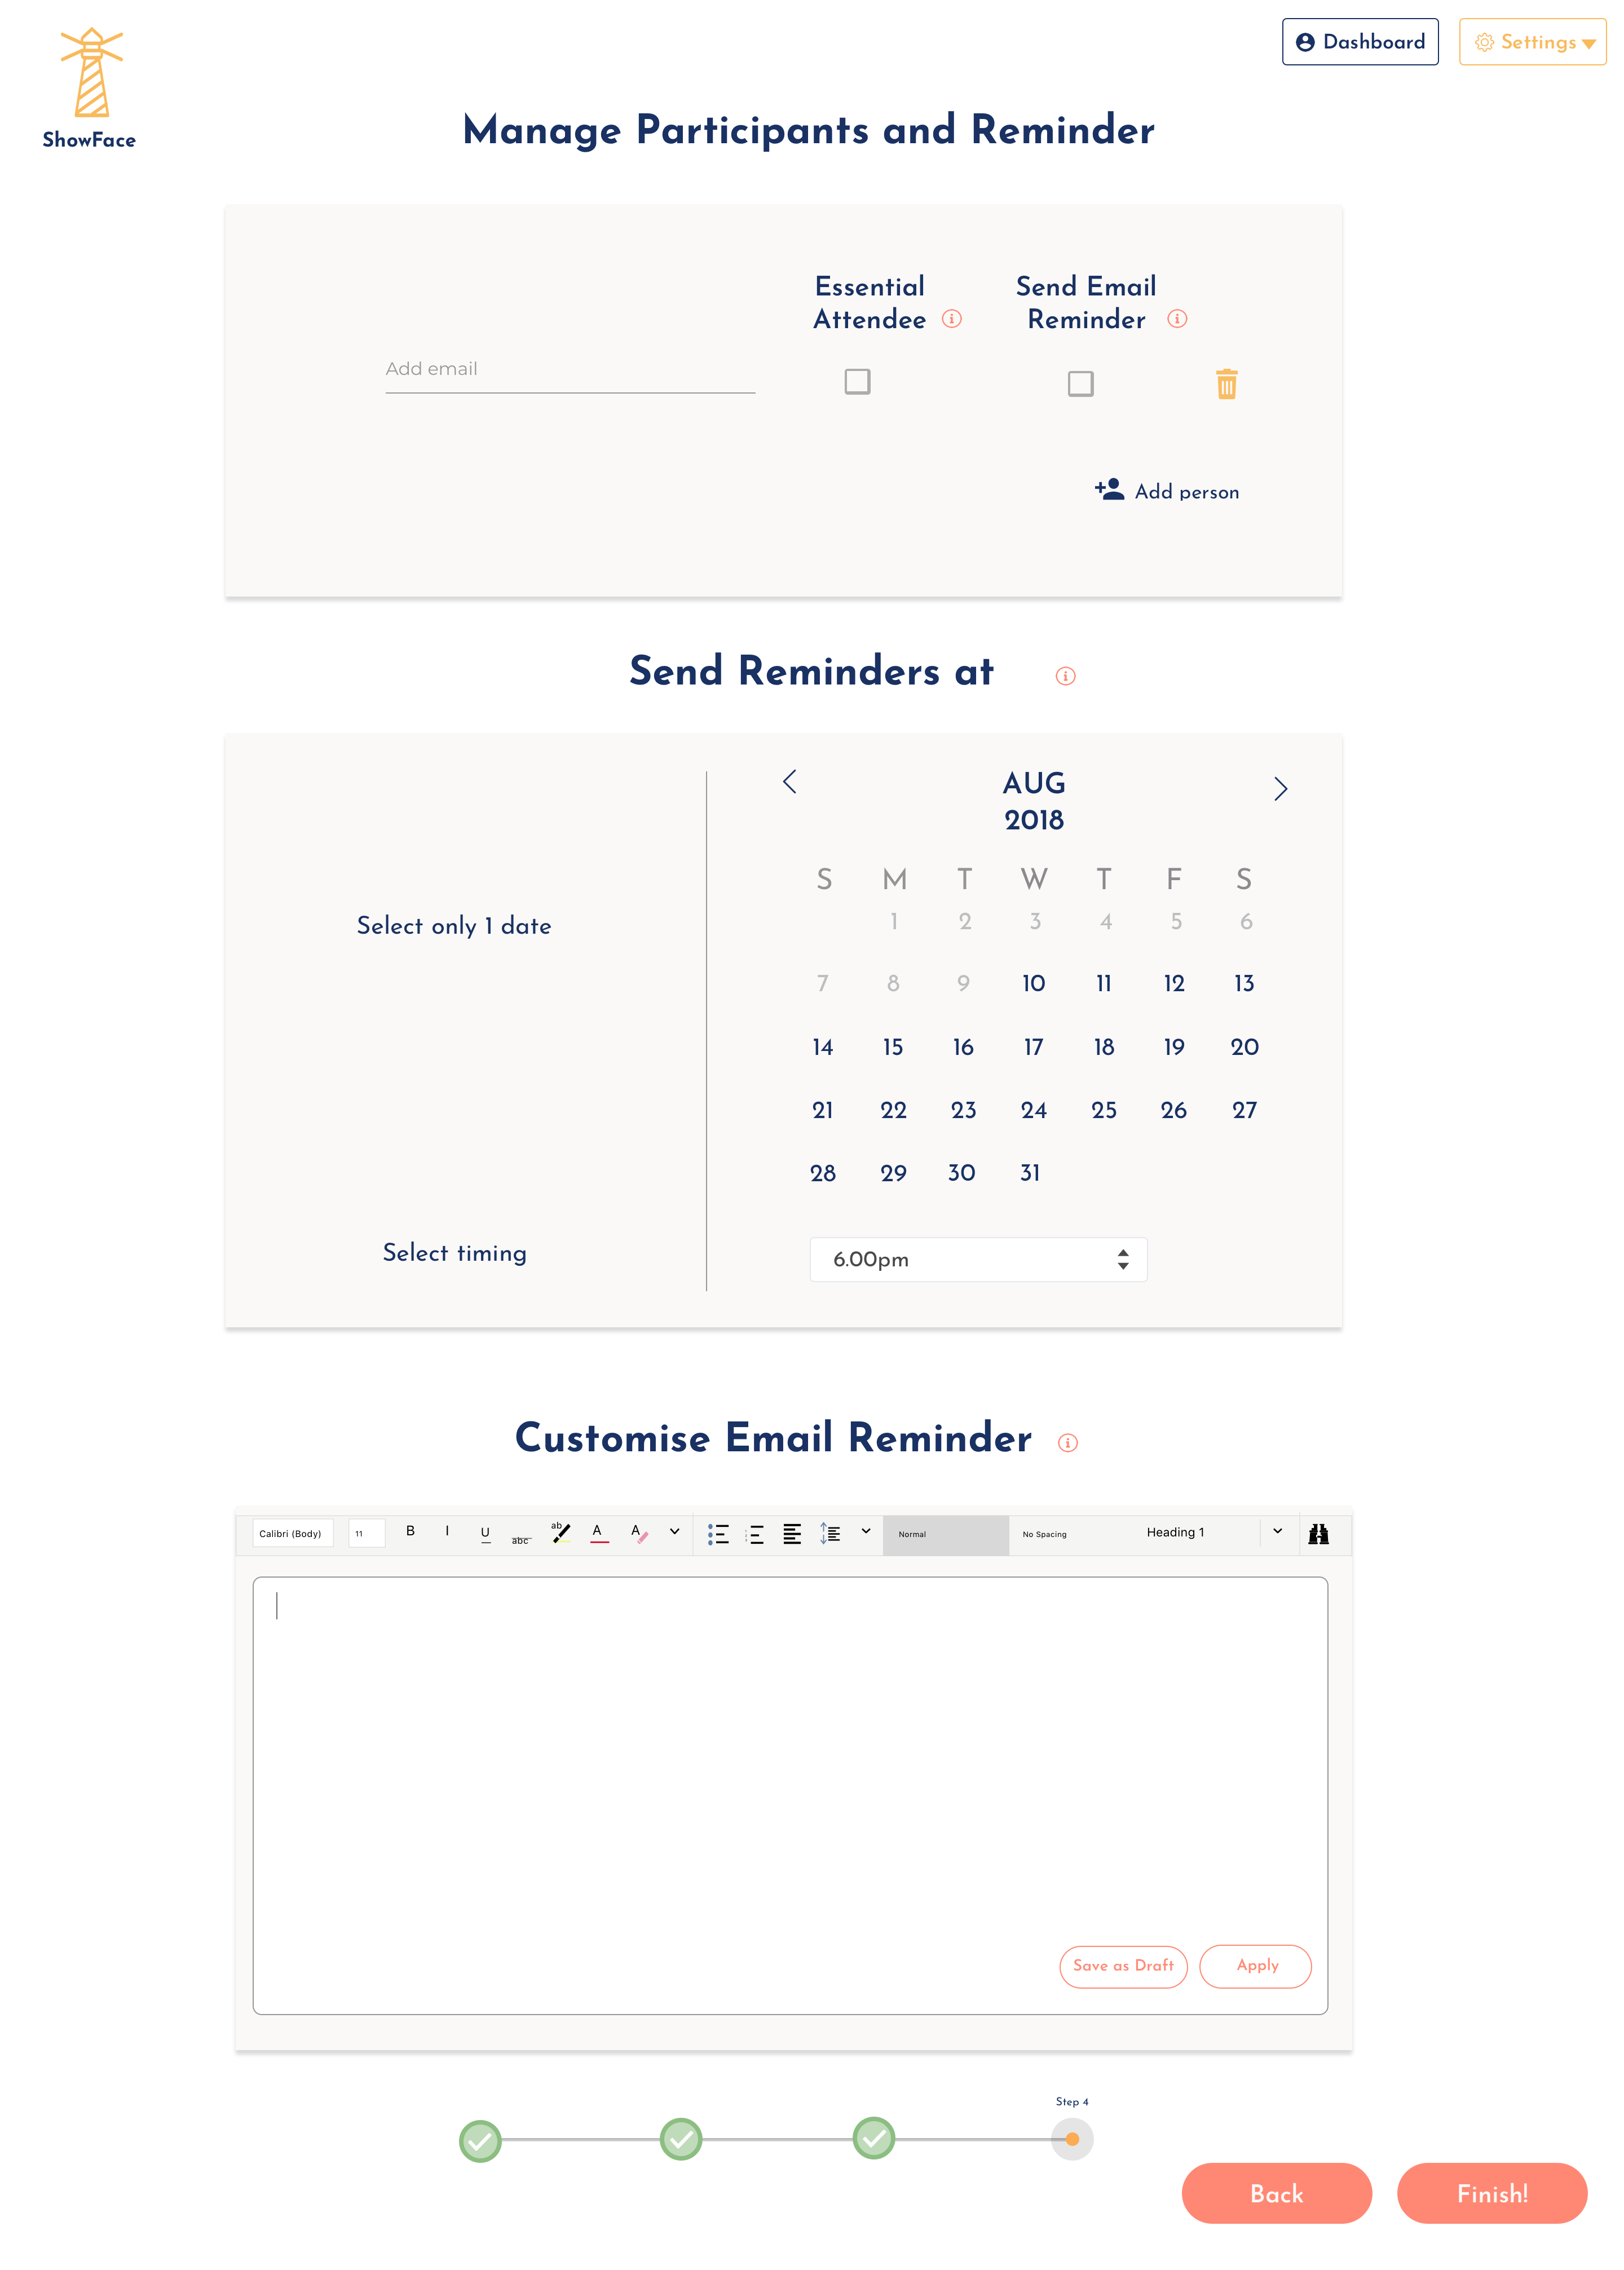 Dashboard
Settings
ShowFace
Manage Participants and Reminder
Essential Attendee
Send Email Reminder
Add email
Add person
Send Reminders at
AUG
2018
S M T W T F S
1 2 3 4 5 6
Select only 1 date
7 8 9 10 11 12 13
14 15 16 17 18 19 20
21 22 23 24 25 26 27
28 29 30 31
Select timing
6.00pm
Customise Email Reminder
Calibri (Body) 11 B I U abc ab A A Normal No Spacing Heading 1
Save as Draft
Apply
Step 4
Back
Finish!